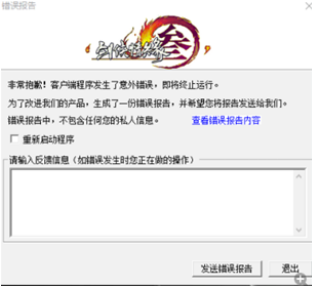 错误报告
剑侠情缘叁
非常抱歉！客户端程序发生了意外错误，即将终止运行。
为了改进我们的产品，生成了一份错误报告，并希望您将报告发送给我们。
错误报告中，不包含任何您的私人信息。 查看错误报告内容
重新启动程序
请输入反馈信息（如错误发生时您正在做的操作）
发送错误报告 退出